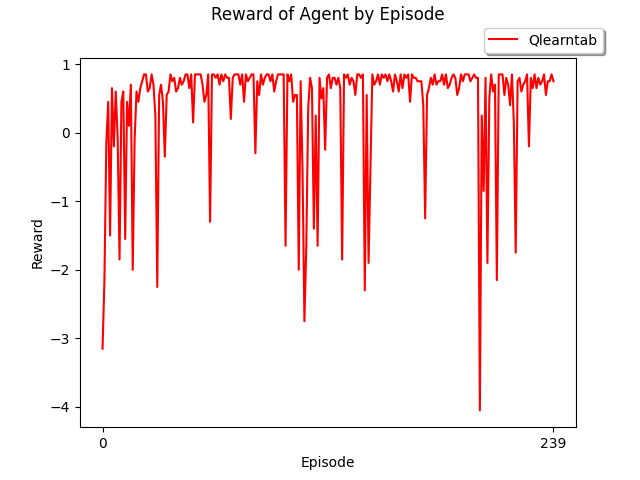 Reward of Agent by Episode
Qlearntab
1
0
−1
−2
−3
−4
Reward
0
239
Episode